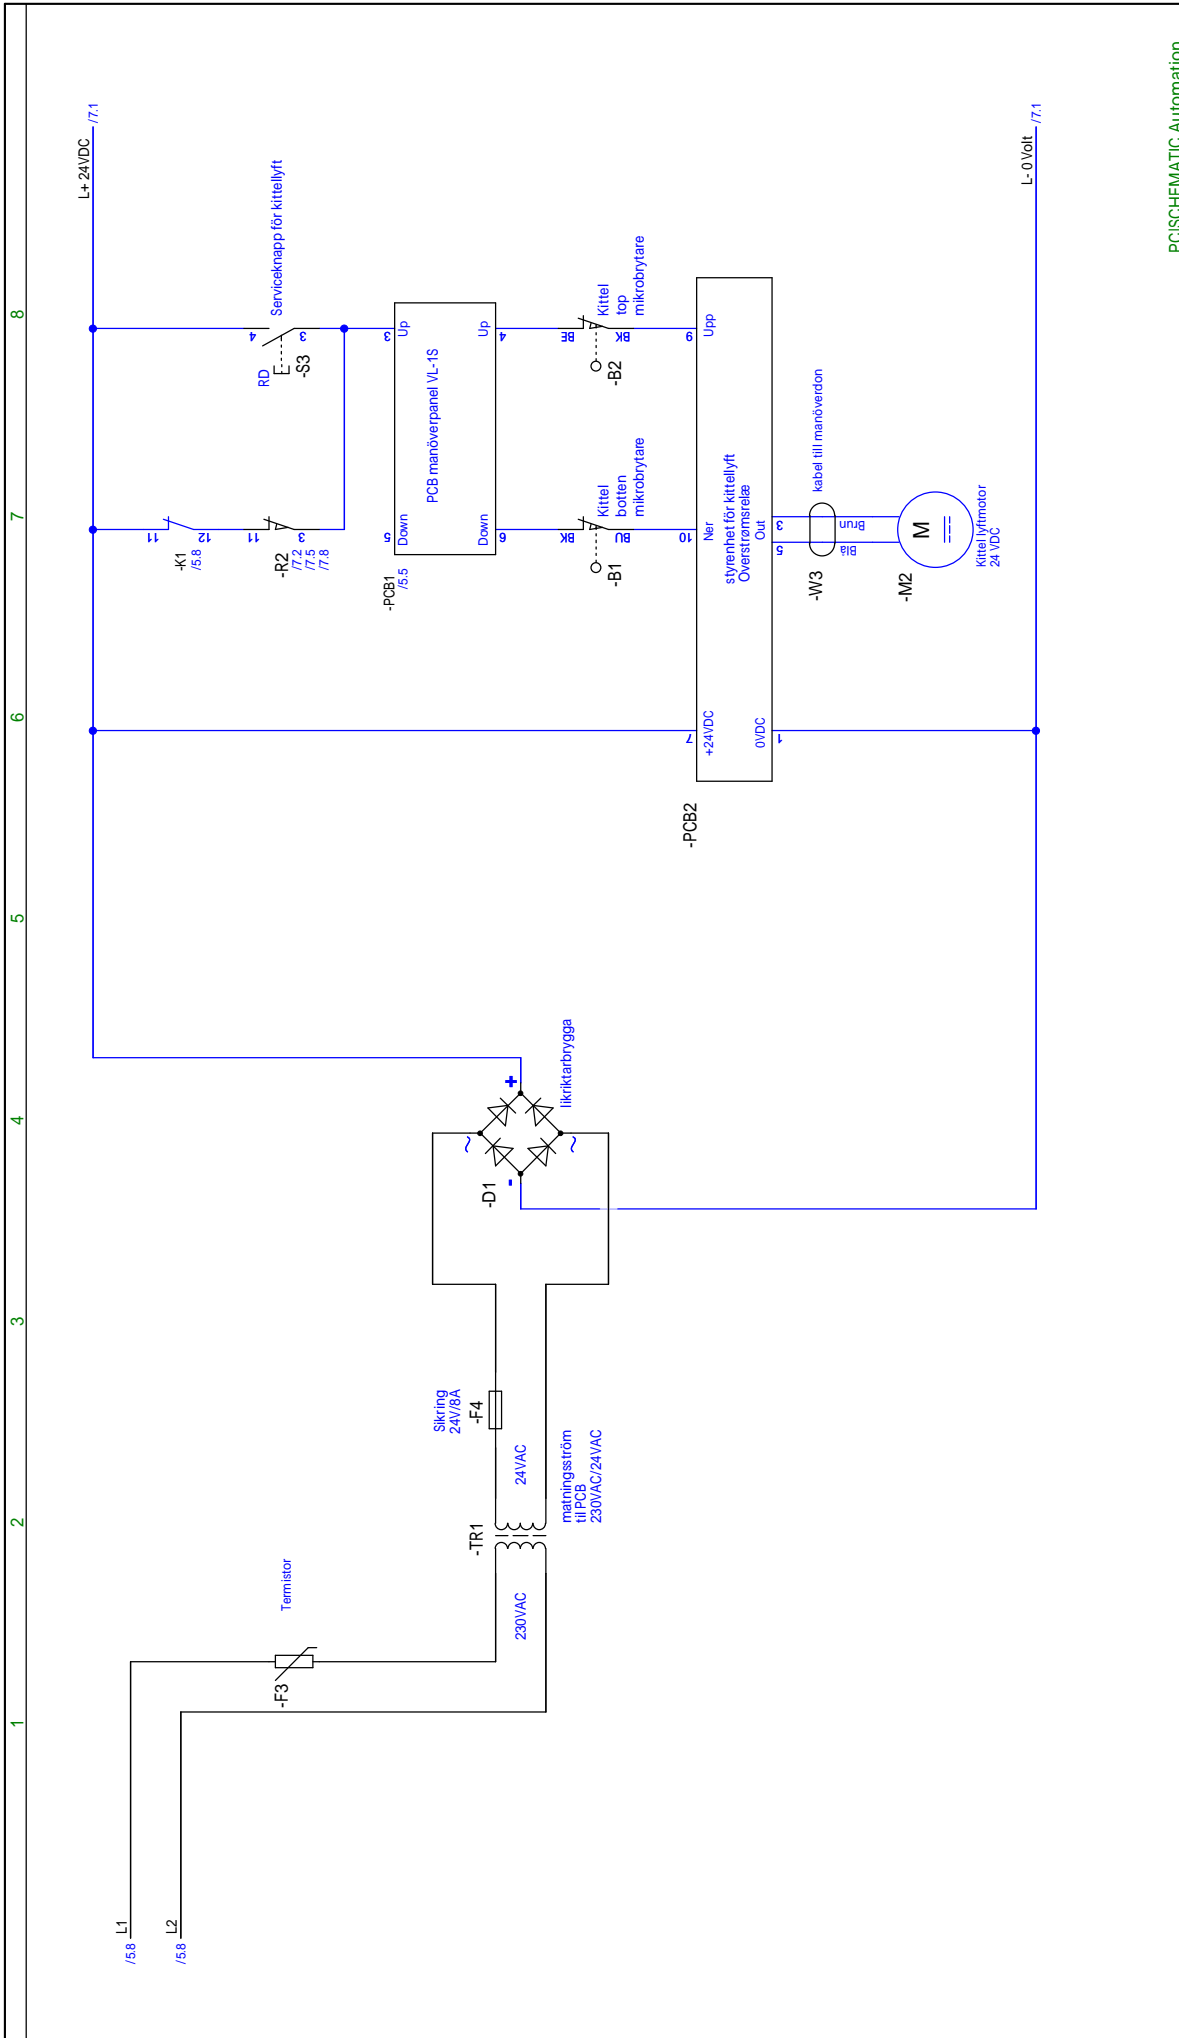 1
2
3
4
5
6
7
8
L1
/5.8
L2
/5.8
-F3
Termistor
230VAC
-TR1
24VAC
matningsström
til PCB
230VAC/24VAC
Sikring
24V/8A
-F4
-D1
~
+
-
~
likriktarbrygga
L+ 24VDC
/7.1
11
12
-K1
/5.8
11
3
-R2
/7.2
/7.5
/7.8
4
3
RD
-S3
Serviceknapp för kittellyft
-PCB1
/5.5
5
Down
3
Up
PCB manöverpanel VL-1S
Down
6
Up
4
BK
BU
-B1
Kittel
botten
mikrobrytare
BE
BK
-B2
Kittel
top
mikrobrytare
-PCB2
7
+24VDC
10
Ner
9
Upp
styrenhet för kittellyft
Overstrømsrelæ
0VDC
1
Out
5
3
-W3
kabel till manöverdon
Blå
Brun
-M2
M
Kittel lyftmotor
24 VDC
L- 0 Volt
/7.1
PC|SCHEMATIC Automation